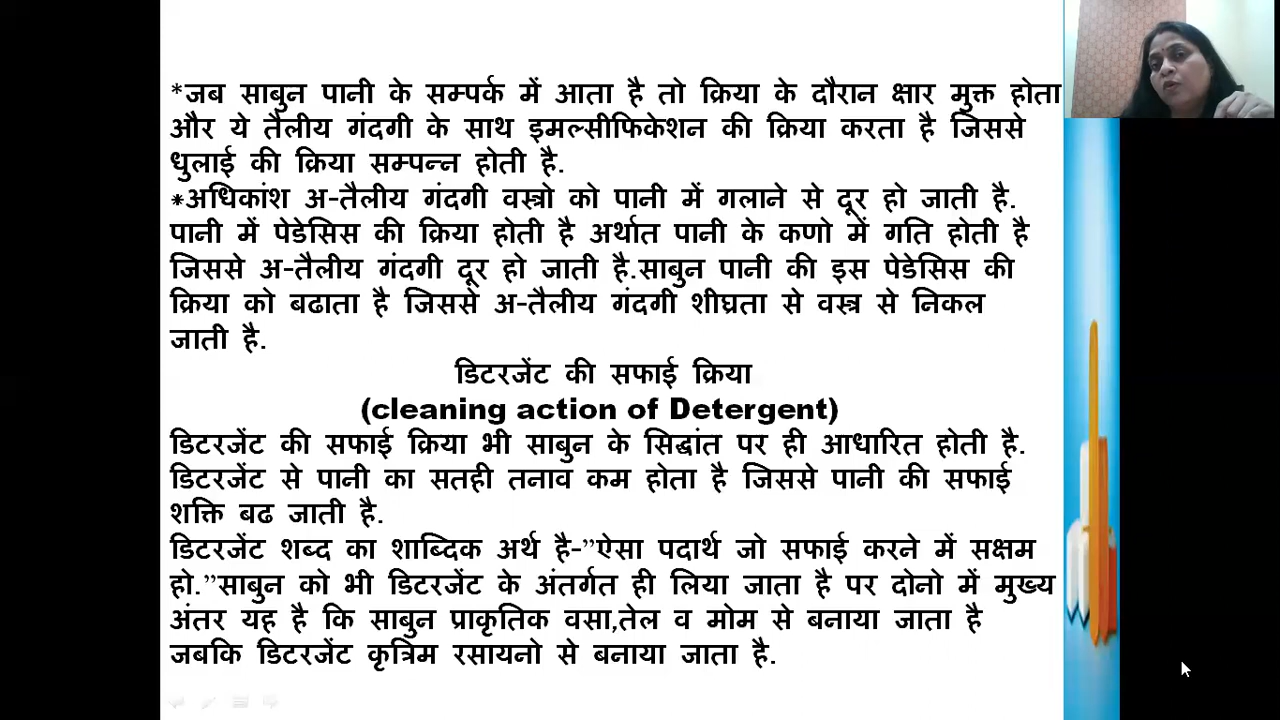 *जब साबुन पानी के सम्पर्क में आता है तो क्रिया के दौरान क्षार मुक्त होता
और ये तैलीय गंदगी के साथ इमल्सीफिकेशन की क्रिया करता है जिससे
धुलाई की क्रिया सम्पन्न होती है.
*अधिकांश अ-तैलीय गंदगी वस्त्रो को पानी में गलाने से दूर हो जाती है.
पानी में पेडेसिस की क्रिया होती है अर्थात पानी के कणो में गति होती है
जिससे अ-तैलीय गंदगी दूर हो जाती है.साबुन पानी की इस पेडेसिस की
क्रिया को बढाता है जिससे अ-तैलीय गंदगी शीघ्रता से वस्त्र से निकल
जाती है.
डिटरजेंट की सफाई क्रिया
(cleaning action of Detergent)
डिटरजेंट की सफाई क्रिया भी साबुन के सिद्धांत पर ही आधारित होती है.
डिटरजेंट से पानी का सतही तनाव कम होता है जिससे पानी की सफाई
शक्ति बढ जाती है.
डिटरजेंट शब्द का शाब्दिक अर्थ है-”ऐसा पदार्थ जो सफाई करने में सक्षम
हो.”साबुन को भी डिटरजेंट के अंतर्गत ही लिया जाता है पर दोनो में मुख्य
अंतर यह है कि साबुन प्राकृतिक वसा,तेल व मोम से बनाया जाता है
जबकि डिटरजेंट कृत्रिम रसायनो से बनाया जाता है.